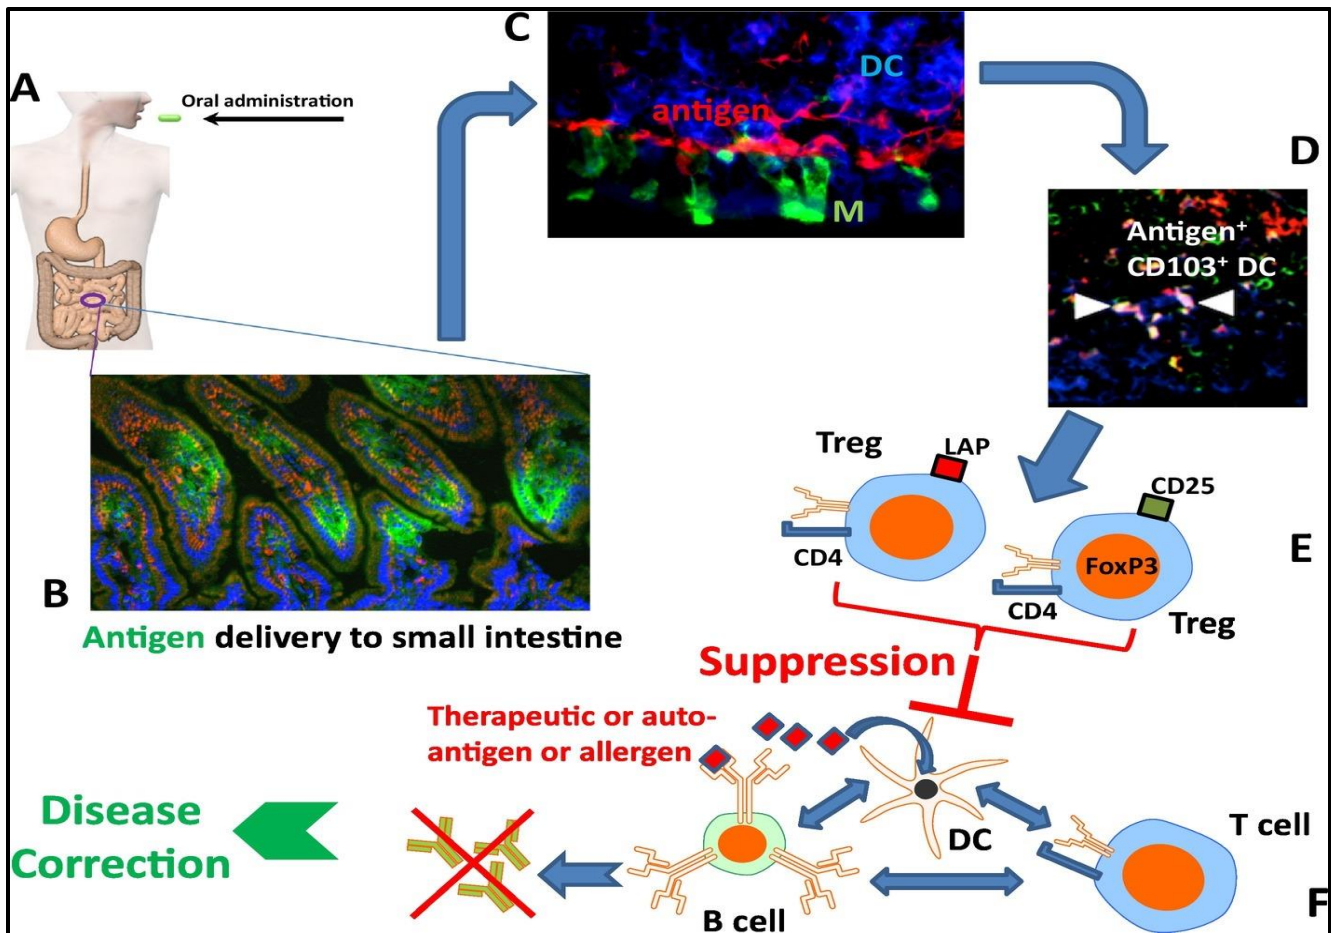 A
Oral administration
B
Antigen delivery to small intestine
C
DC
antigen
M
D
Antigen⁺
CD103⁺ DC
Treg
LAP
CD4
CD25
FoxP3
CD4
Treg
E
Suppression
Therapeutic or auto-
antigen or allergen
Disease
Correction
B cell
DC
T cell
F